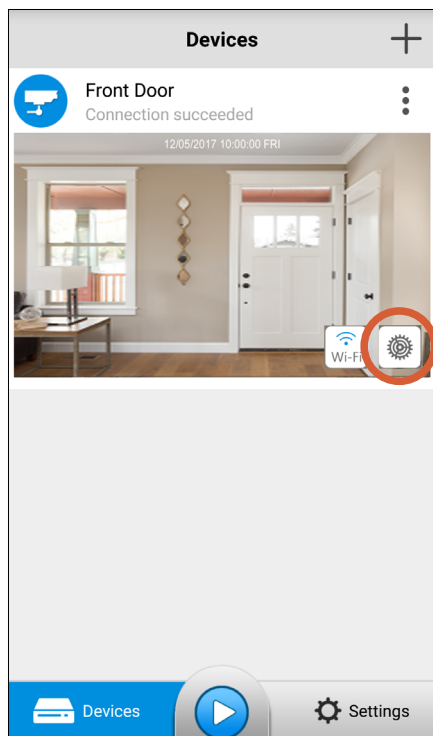 Devices
Front Door
Connection succeeded
12/05/2017 10:00:00 FRI
Wi-Fi
Devices
Settings